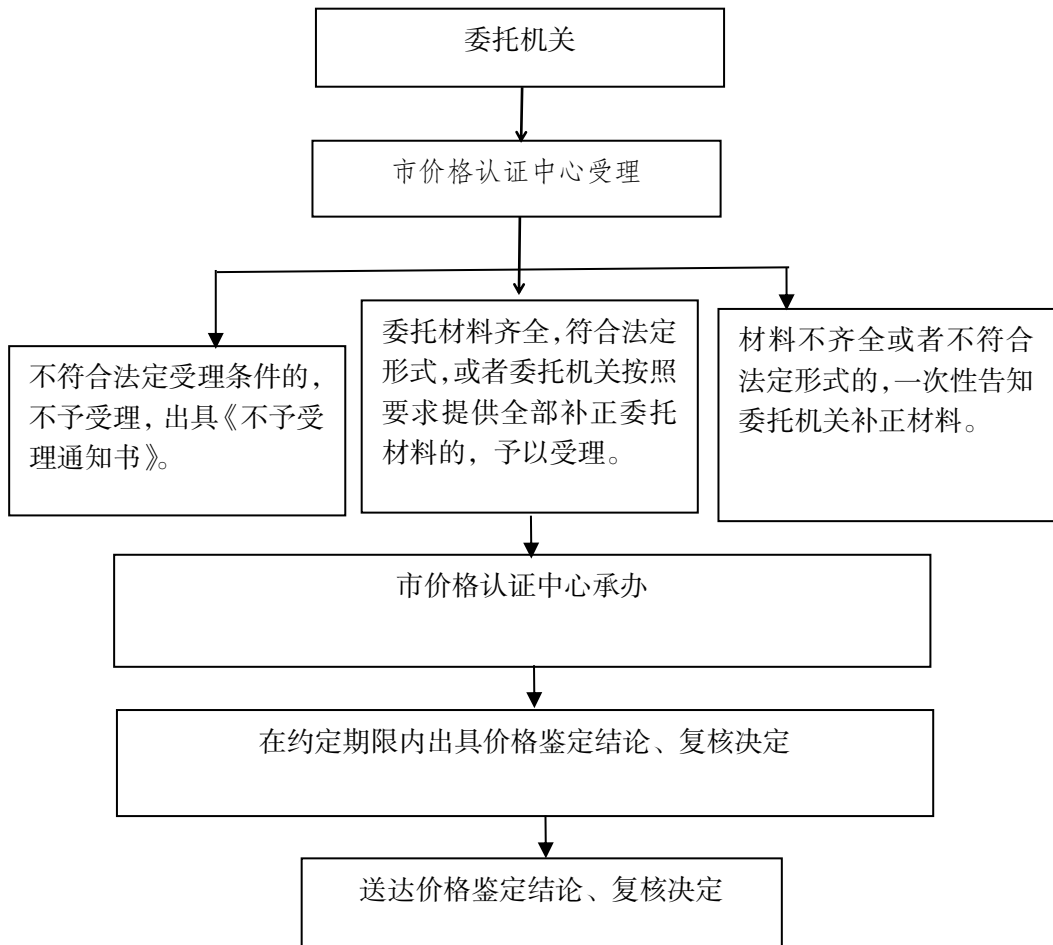 委托机关
市价格认证中心受理
不符合法定受理条件的，
不予受理，出具《不予受
理通知书》。
委托材料齐全，符合法定
形式，或者委托机关按照
要求提供全部补正委托
材料的，予以受理。
材料不齐全或者不符合
法定形式的，一次性告知
委托机关补正材料。
市价格认证中心承办
在约定期限内出具价格鉴定结论、复核决定
送达价格鉴定结论、复核决定